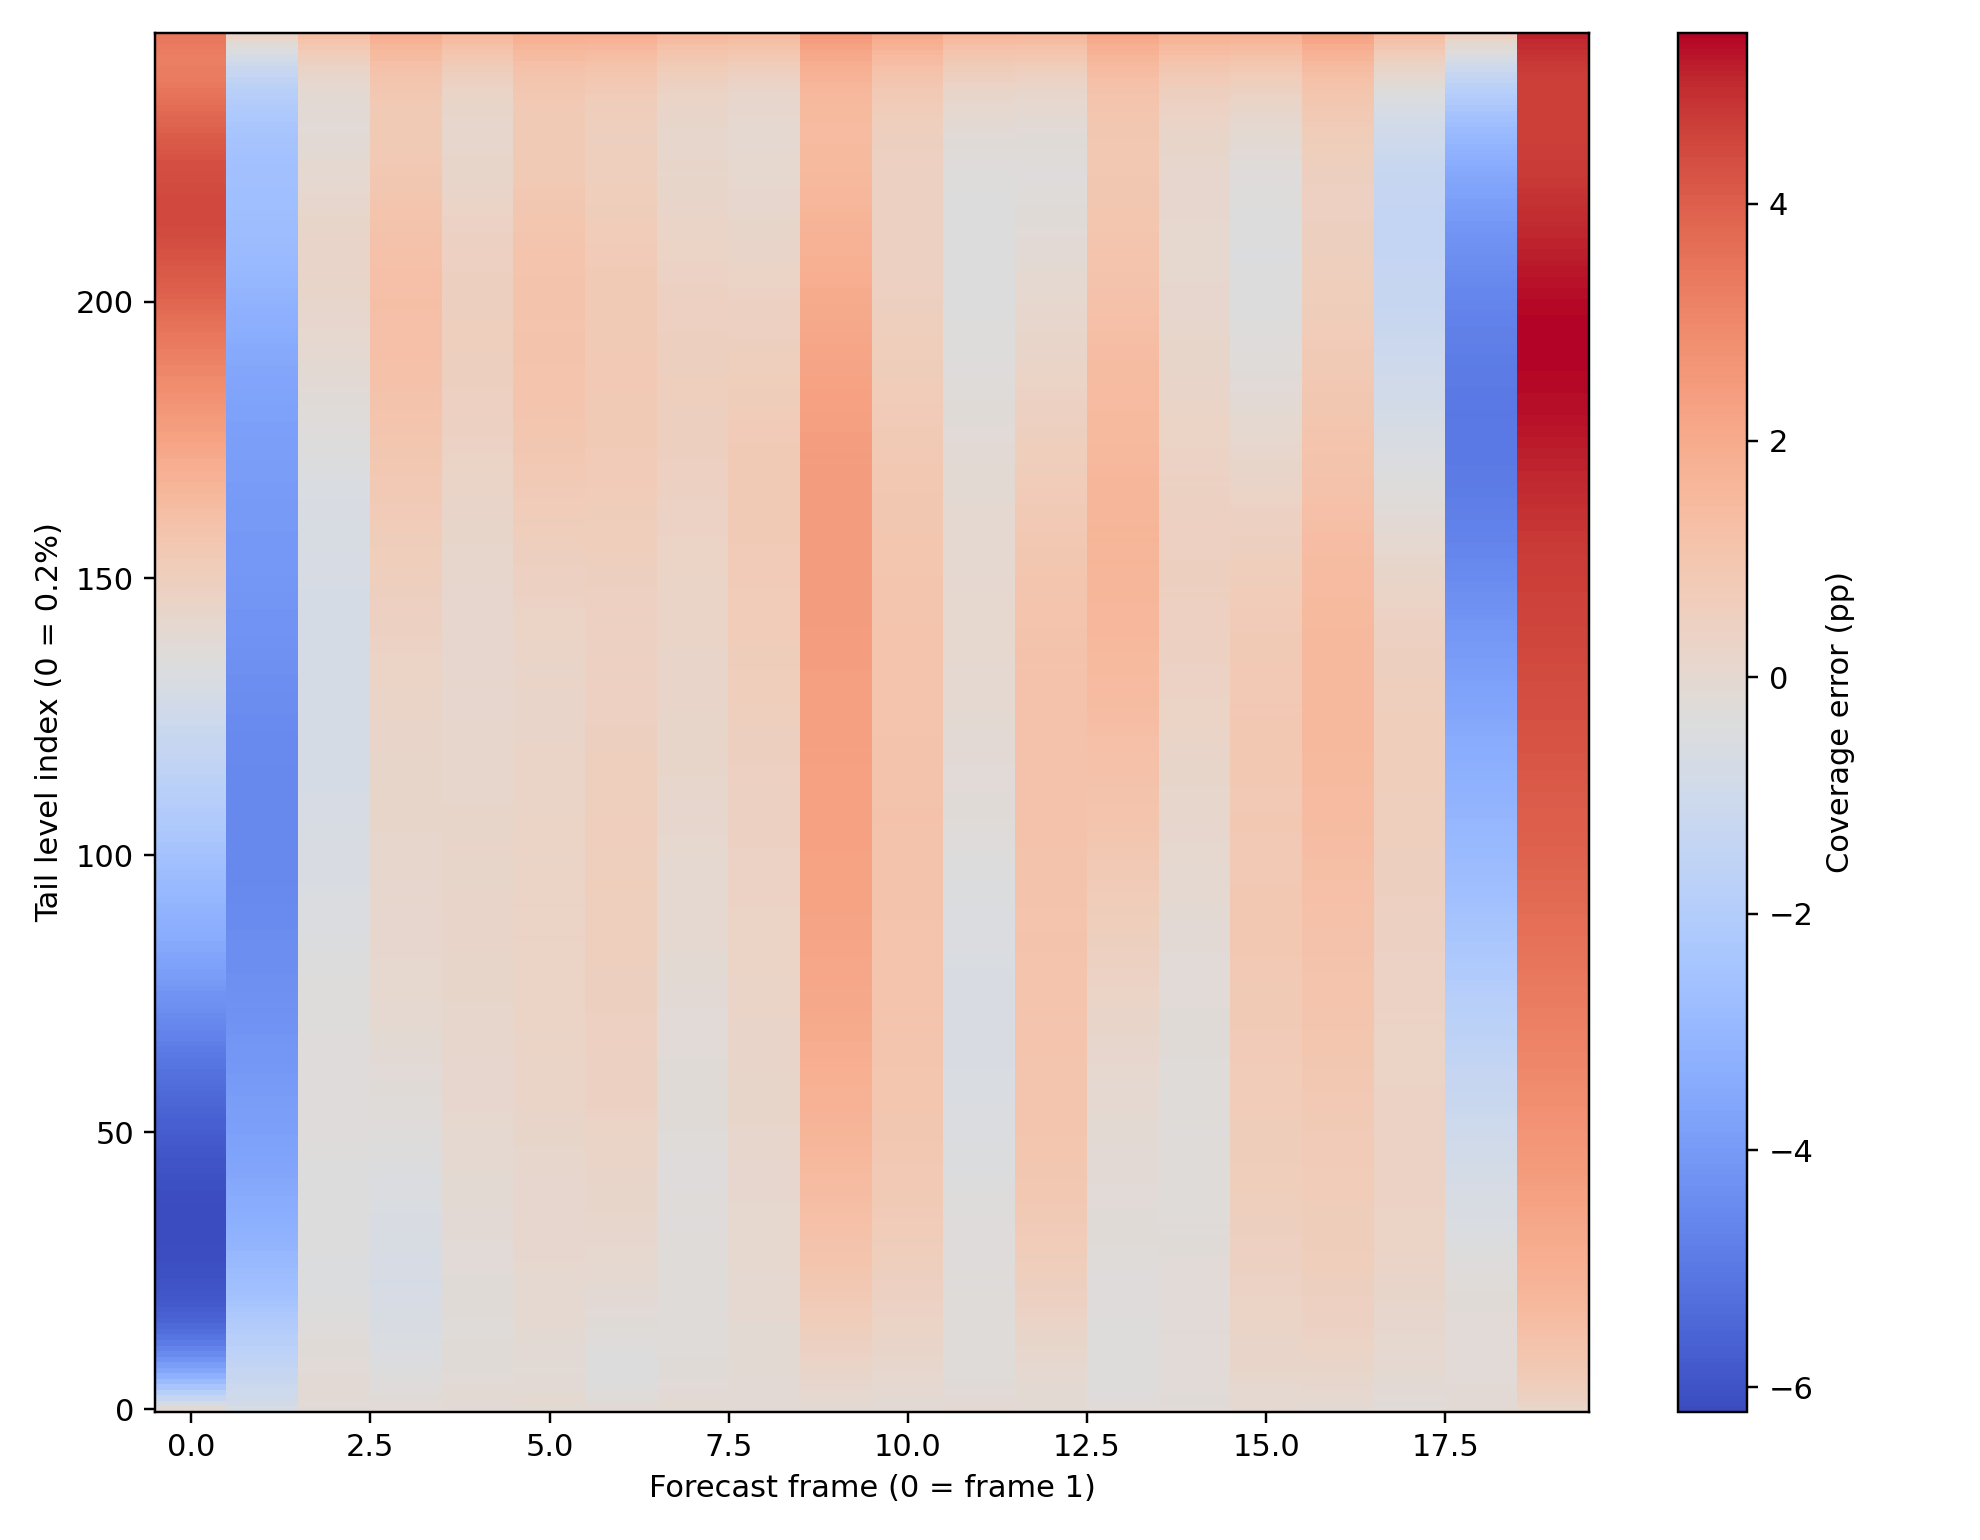 Tail level index (0 = 0.2%)
200
150
100
50
0
0.0 2.5 5.0 7.5 10.0 12.5 15.0 17.5
Forecast frame (0 = frame 1)
4
2
0
−2
−4
−6
Coverage error (pp)